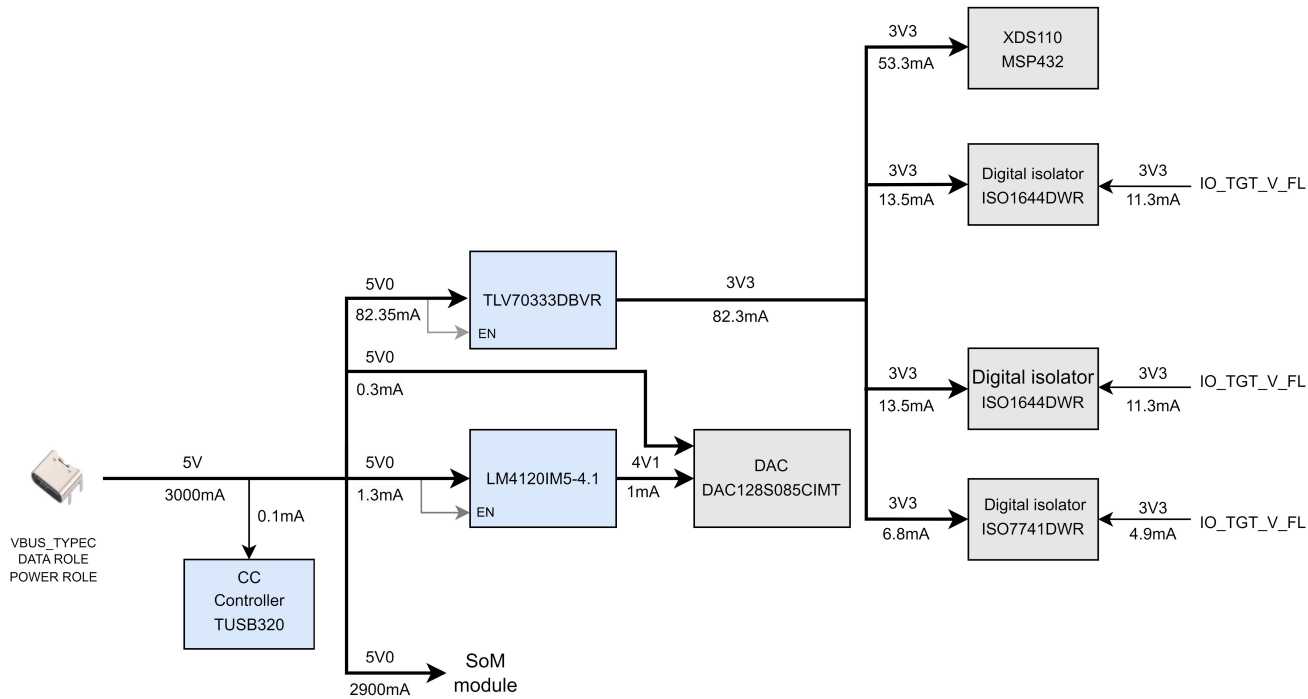 3V3
53.3mA
XDS110
MSP432
3V3
13.5mA
Digital isolator
ISO1644DWR
3V3
11.3mA
IO_TGT_V_FL
5V0
82.35mA
TLV70333DBVR
EN
3V3
82.3mA
5V0
0.3mA
3V3
13.5mA
Digital isolator
ISO1644DWR
3V3
11.3mA
IO_TGT_V_FL
5V
3000mA
5V0
1.3mA
LM4120IM5-4.1
EN
4V1
1mA
DAC
DAC128S085CIMT
3V3
6.8mA
Digital isolator
ISO7741DWR
3V3
4.9mA
IO_TGT_V_FL
0.1mA
VBUS_TYPEC
DATA ROLE
POWER ROLE
CC
Controller
TUSB320
5V0
2900mA
SoM
module